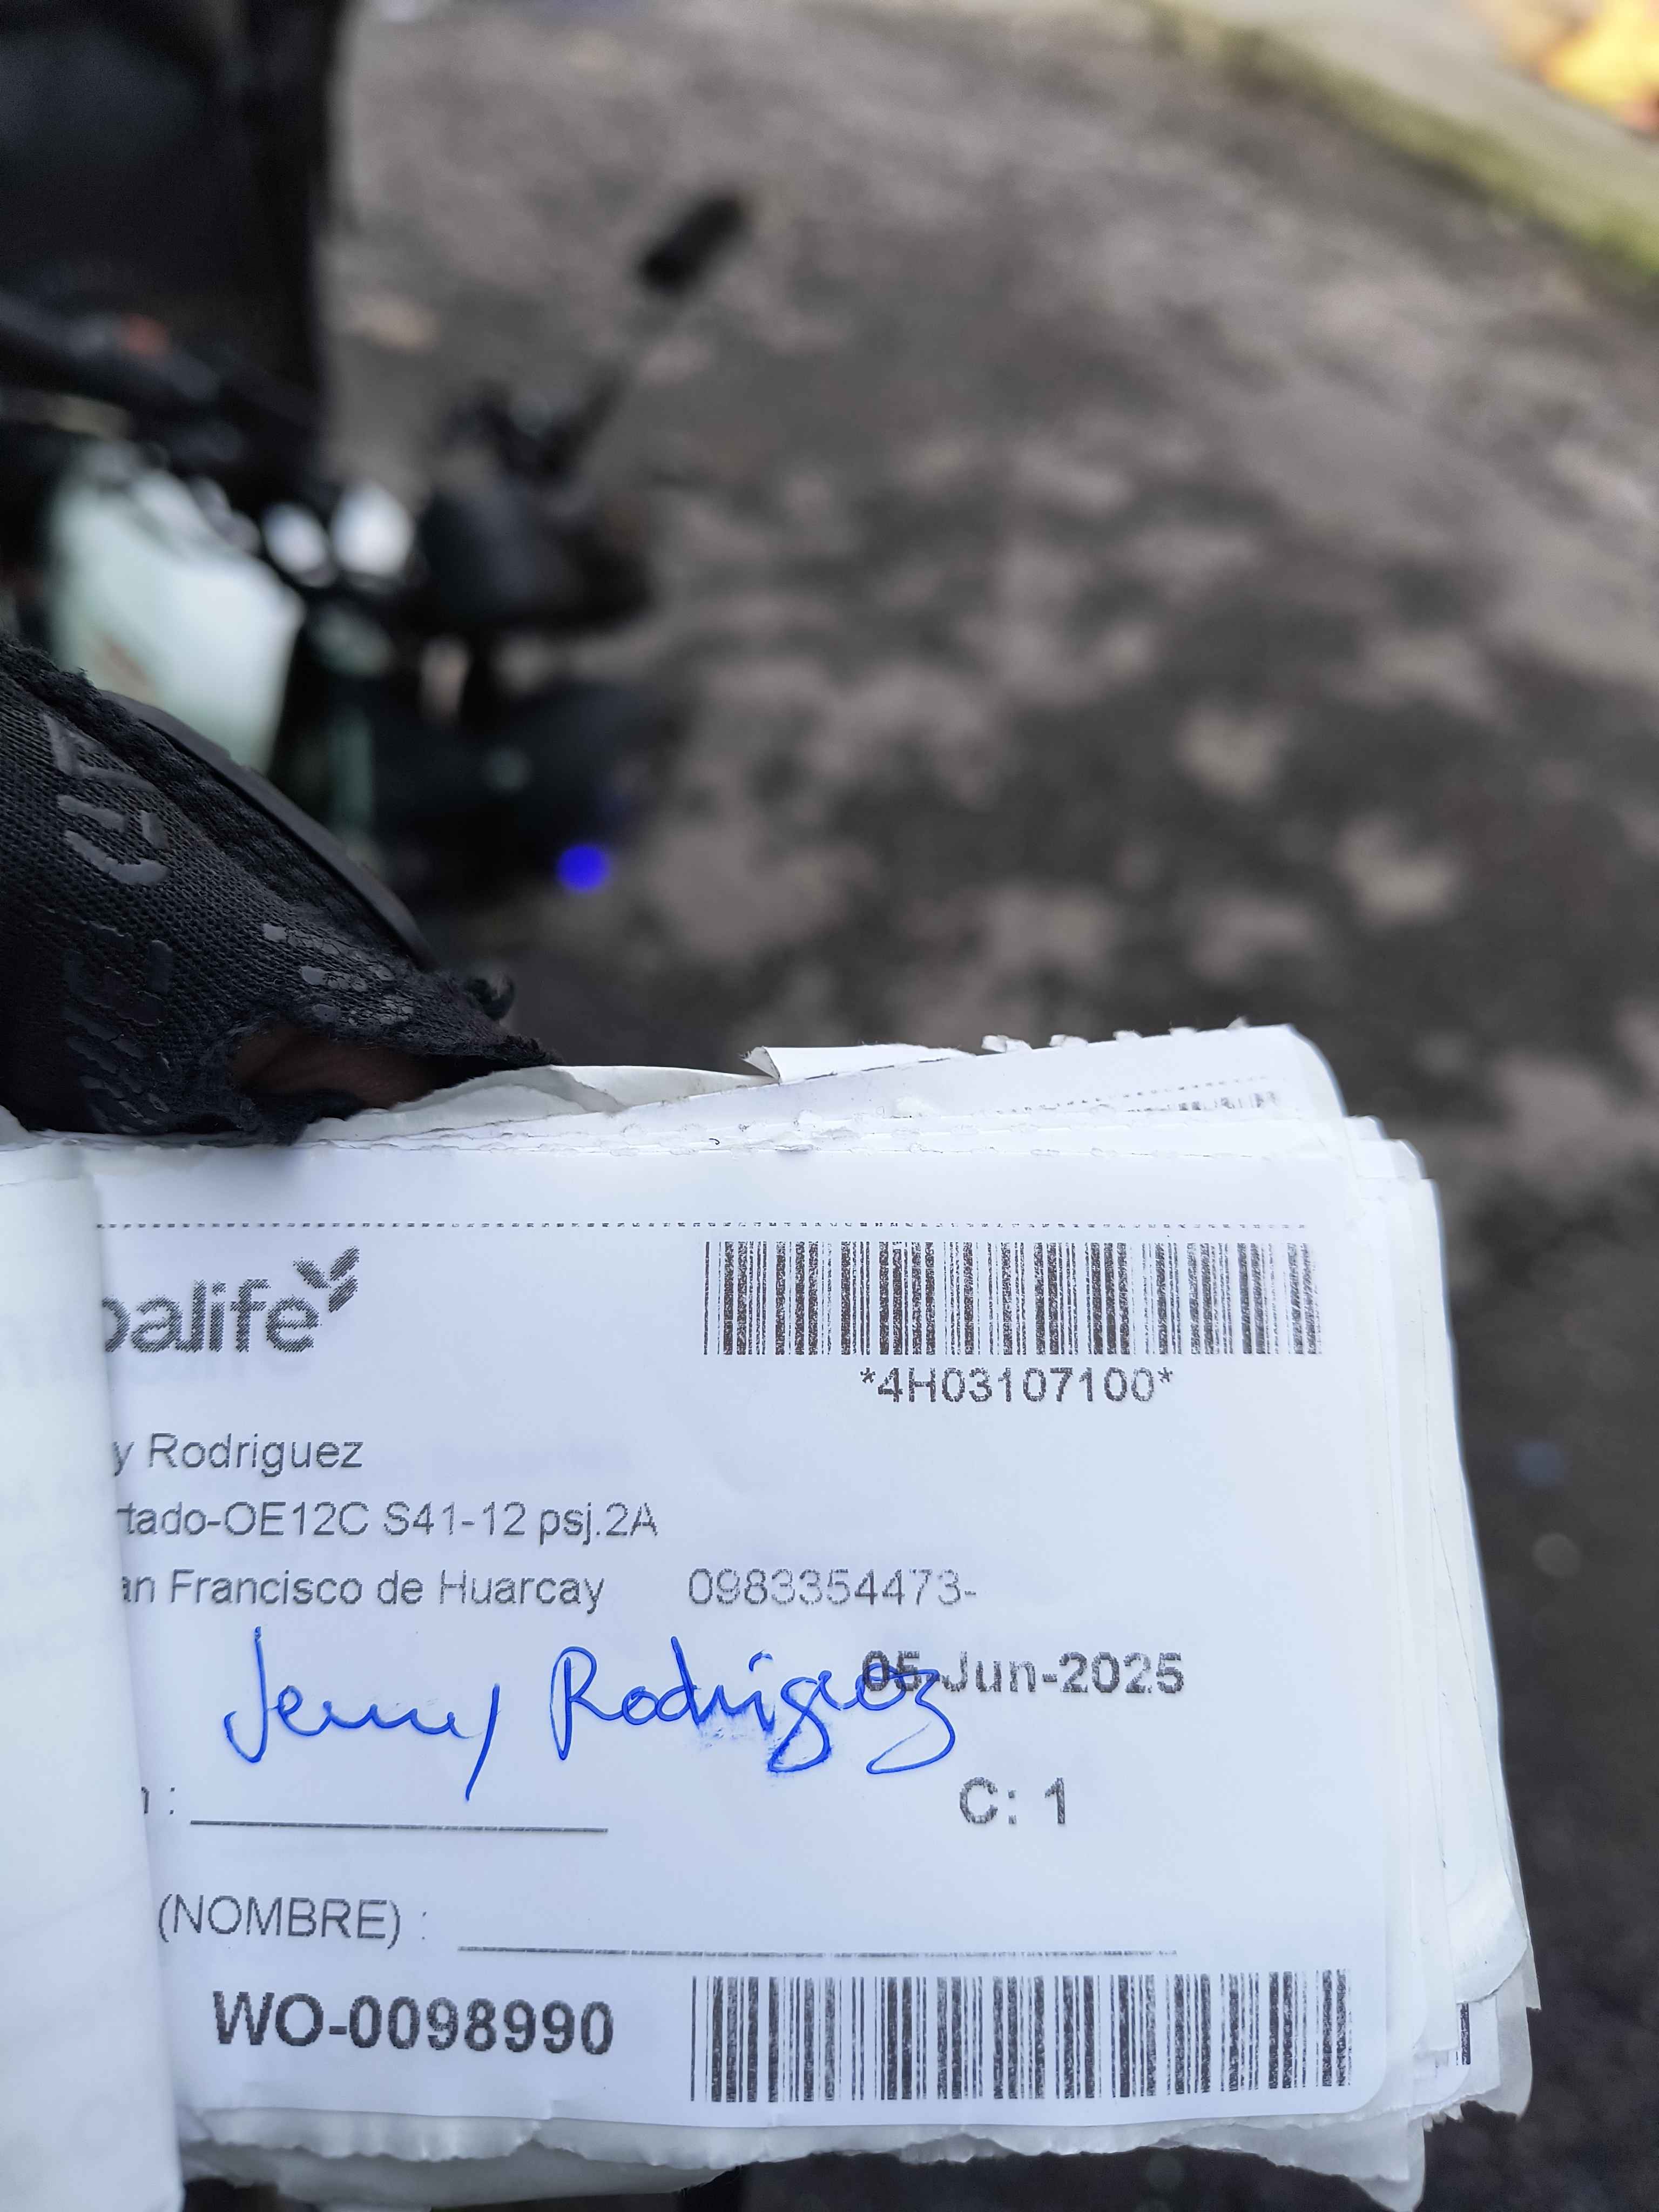 balife
*4H03107100*
y Rodriguez
rtado-OE12C S41-12 psj.2A
an Francisco de Huarcay 0983354473-
05-Jun-2025
Jenny Rodriguez
n : 
C: 1
(NOMBRE) :
WO-0098990